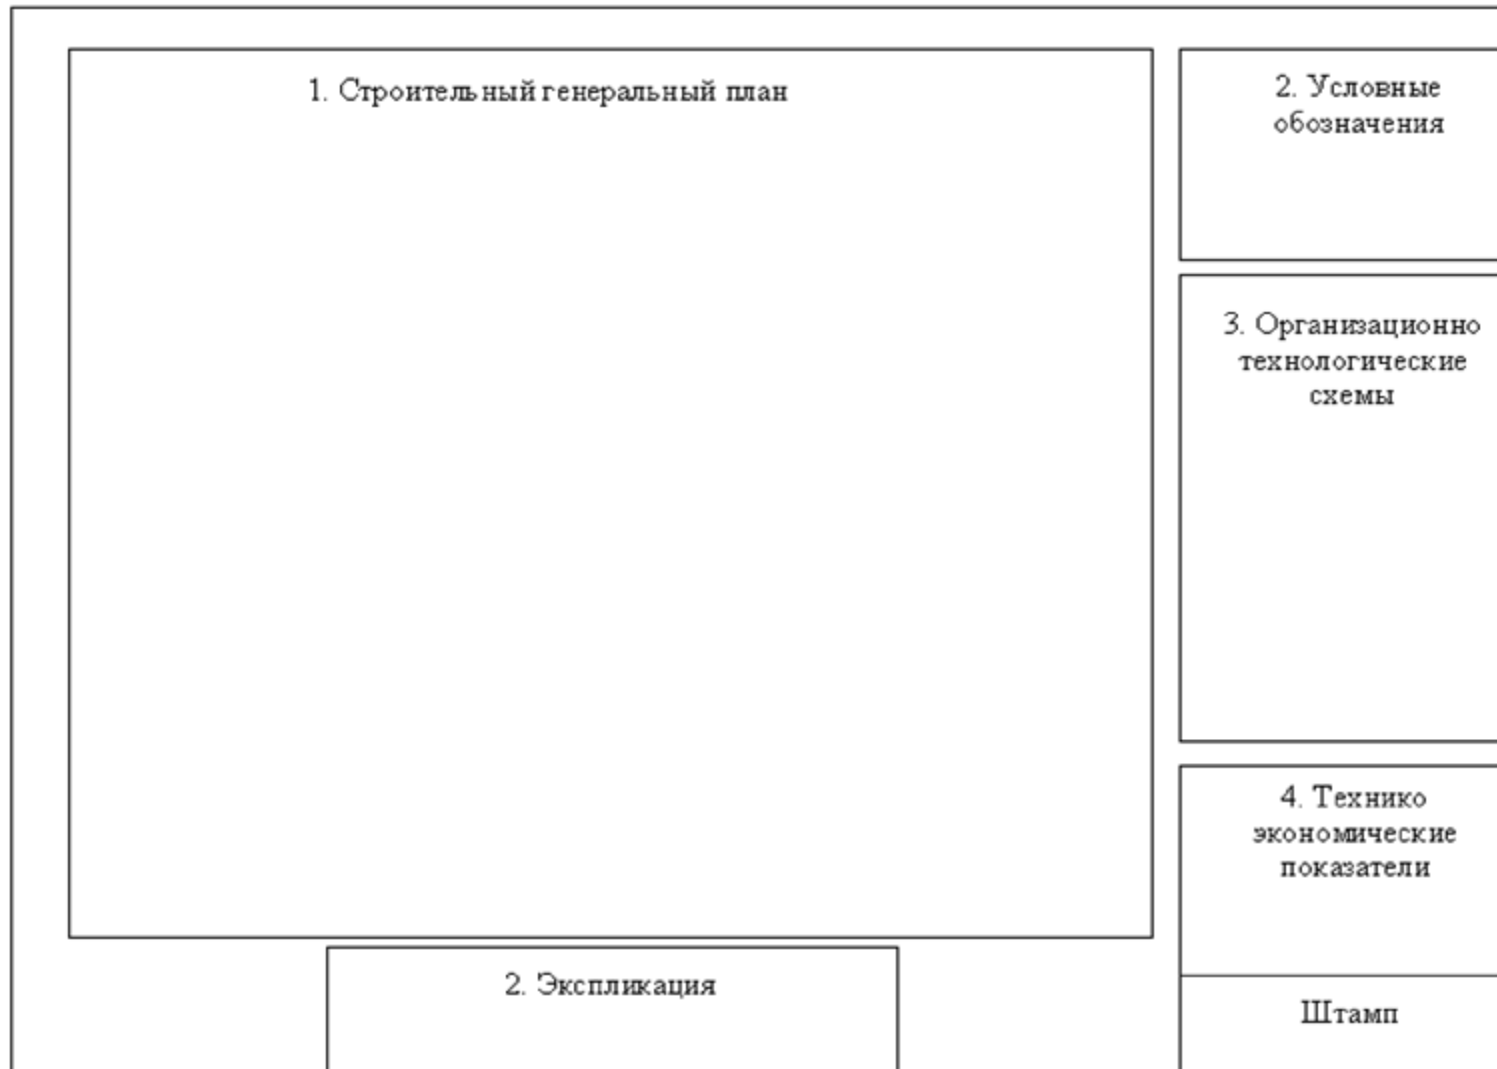 1. Строительный генеральный план
2. Условные
обозначения
3. Организационно
технологические
схемы
4. Технико
экономические
показатели
2. Экспликация
Штамп